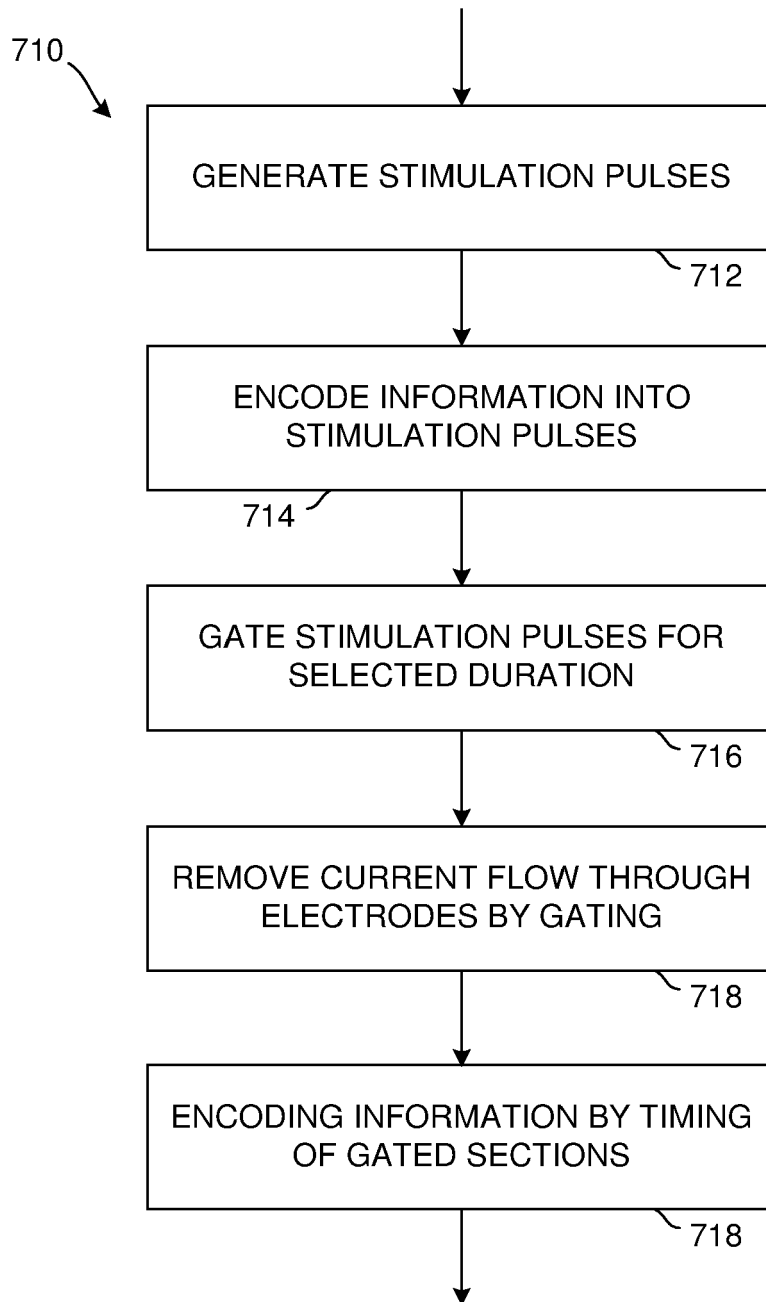 710
GENERATE STIMULATION PULSES
712
ENCODE INFORMATION INTO
STIMULATION PULSES
714
GATE STIMULATION PULSES FOR
SELECTED DURATION
716
REMOVE CURRENT FLOW THROUGH
ELECTRODES BY GATING
718
ENCODING INFORMATION BY TIMING
OF GATED SECTIONS
718